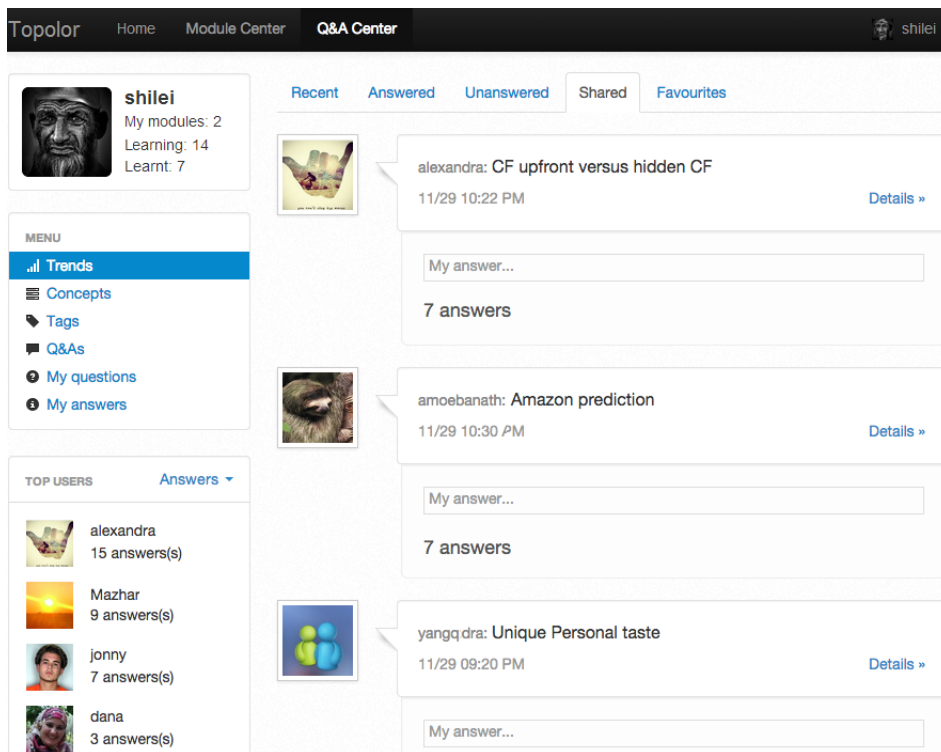 Topolor Home Module Center Q&A Center shilei
shilei
My modules: 2
Learning: 14
Learnt: 7
MENU
Trends
Concepts
Tags
Q&As
My questions
My answers
TOP USERS Answers
alexandra
15 answers(s)
Mazhar
9 answers(s)
jonny
7 answers(s)
dana
3 answers(s)
Recent Answered Unanswered Shared Favourites
alexandra: CF upfront versus hidden CF
11/29 10:22 PM Details »
My answer...
7 answers
amoebanath: Amazon prediction
11/29 10:30 PM Details »
My answer...
7 answers
yangq dra: Unique Personal taste
11/29 09:20 PM Details »
My answer...